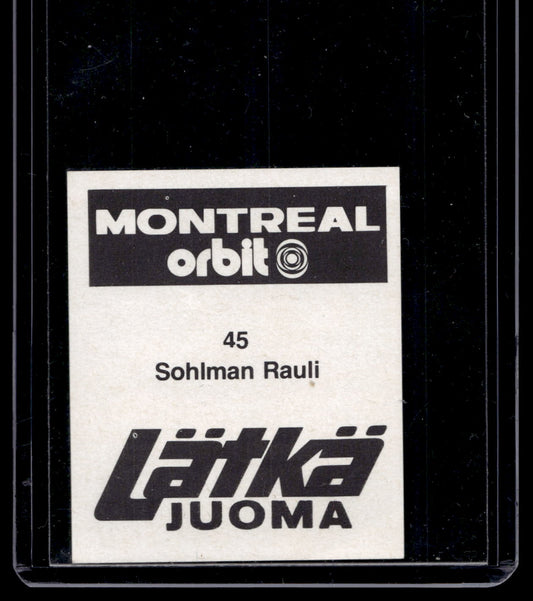 MONTREAL
orbit
45
Sohlman Rauli
Lätkä
JUOMA